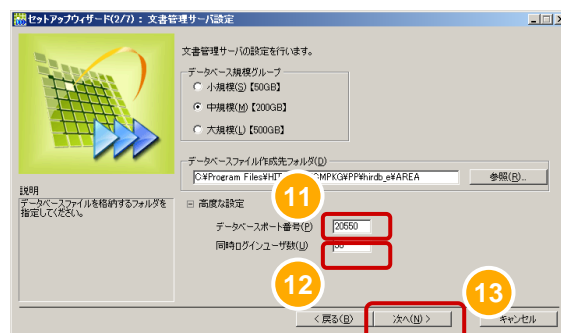 セットアップウィザード(2/7) : 文書管理サーバ設定
文書管理サーバの設定を行います。
データベース規模グループ
小規模(S)【50GB】
中規模(M)【200GB】
大規模(L)【500GB】
データベースファイル作成先フォルダ(D)
C:¥Program Files¥HIT MPKG¥PP¥hirdb_e¥AREA
参照(R)...
説明
データベースファイルを格納するフォルダを
指定してください。
11
高度な設定
データベースポート番号(P)
20550
同時ログインユーザ数(U)
12
13
< 戻る(B)
次へ(N) >
キャンセル